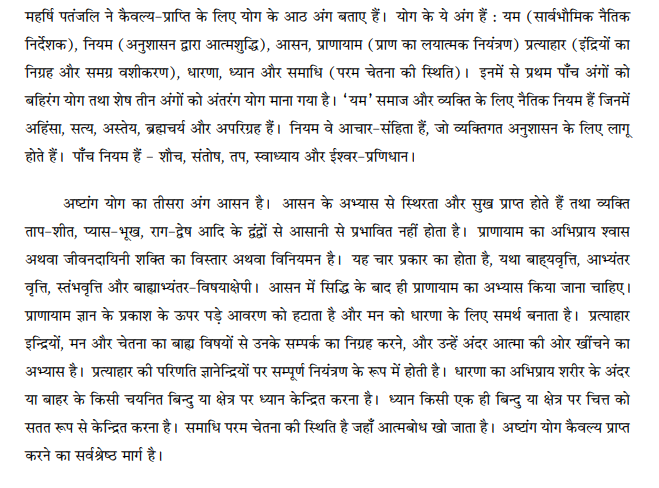 महर्षि पतंजलि ने कैवल्य-प्राप्ति के लिए योग के आठ अंग बताए हैं। योग के ये अंग हैं : यम (सार्वभौमिक नैतिक
निर्देशक), नियम (अनुशासन द्वारा आत्मशुद्धि), आसन, प्राणायाम (प्राण का लयात्मक नियंत्रण) प्रत्याहार (इंद्रियों का
निग्रह और समग्र वशीकरण), धारणा, ध्यान और समाधि (परम चेतना की स्थिति)। इनमें से प्रथम पाँच अंगों को
बहिरंग योग तथा शेष तीन अंगों को अंतरंग योग माना गया है। ‘यम’ समाज और व्यक्ति के लिए नैतिक नियम हैं जिनमें
अहिंसा, सत्य, अस्तेय, ब्रह्मचर्य और अपरिग्रह हैं। नियम वे आचार-संहिता हैं, जो व्यक्तिगत अनुशासन के लिए लागू
होते हैं। पाँच नियम हैं - शौच, संतोष, तप, स्वाध्याय और ईश्वर-प्रणिधान।
अष्टांग योग का तीसरा अंग आसन है। आसन के अभ्यास से स्थिरता और सुख प्राप्त होते हैं तथा व्यक्ति
ताप-शीत, प्यास-भूख, राग-द्वेष आदि के द्वंद्वों से आसानी से प्रभावित नहीं होता है। प्राणायाम का अभिप्राय श्वास
अथवा जीवनदायिनी शक्ति का विस्तार अथवा विनियमन है। यह चार प्रकार का होता है, यथा बाह्यवृत्ति, आभ्यंतर
वृत्ति, स्तंभवृत्ति और बाह्याभ्यंतर-विषयाक्षेपी। आसन में सिद्धि के बाद ही प्राणायाम का अभ्यास किया जाना चाहिए।
प्राणायाम ज्ञान के प्रकाश के ऊपर पड़े आवरण को हटाता है और मन को धारणा के लिए समर्थ बनाता है। प्रत्याहार
इन्द्रियों, मन और चेतना का बाह्य विषयों से उनके सम्पर्क का निग्रह करने, और उन्हें अंदर आत्मा की ओर खींचने का
अभ्यास है। प्रत्याहार की परिणति ज्ञानेन्द्रियों पर सम्पूर्ण नियंत्रण के रूप में होती है। धारणा का अभिप्राय शरीर के अंदर
या बाहर के किसी चयनित बिन्दु या क्षेत्र पर ध्यान केन्द्रित करना है। ध्यान किसी एक ही बिन्दु या क्षेत्र पर चित्त को
सतत रूप से केन्द्रित करना है। समाधि परम चेतना की स्थिति है जहाँ आत्मबोध खो जाता है। अष्टांग योग कैवल्य प्राप्त
करने का सर्वश्रेष्ठ मार्ग है।